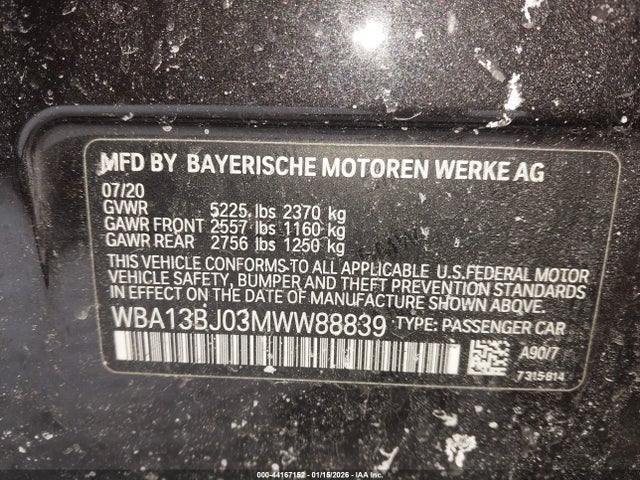 MFD BY BAYERISCHE MOTOREN WERKE AG
07/20
GVWR 5225 lbs 2370 kg
GAWR FRONT 2557 lbs 1160 kg
GAWR REAR 2756 lbs 1250 kg
THIS VEHICLE CONFORMS TO ALL APPLICABLE U.S.FEDERAL MOTOR
VEHICLE SAFETY, BUMPER AND THEFT PREVENTION STANDARDS
IN EFFECT ON THE DATE OF MANUFACTURE SHOWN ABOVE.
WBA13BJ03MWW88839 TYPE: PASSENGER CAR
A90/7
7315814
000-44167152 - 01/15/2026 - IAA Inc.